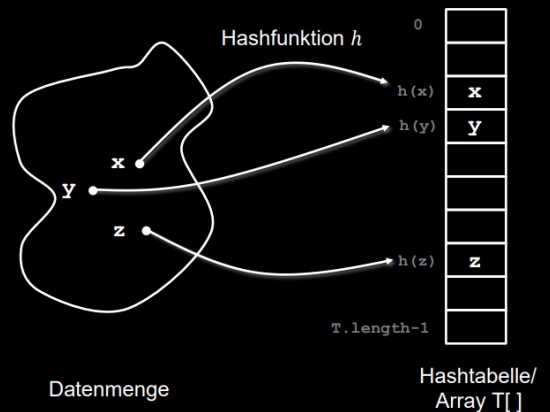 0
Hashfunktion h
h(x) x
h(y) y
x
y
z
h(z) z
T.length-1
Datenmenge
Hashtabelle/
Array T[ ]